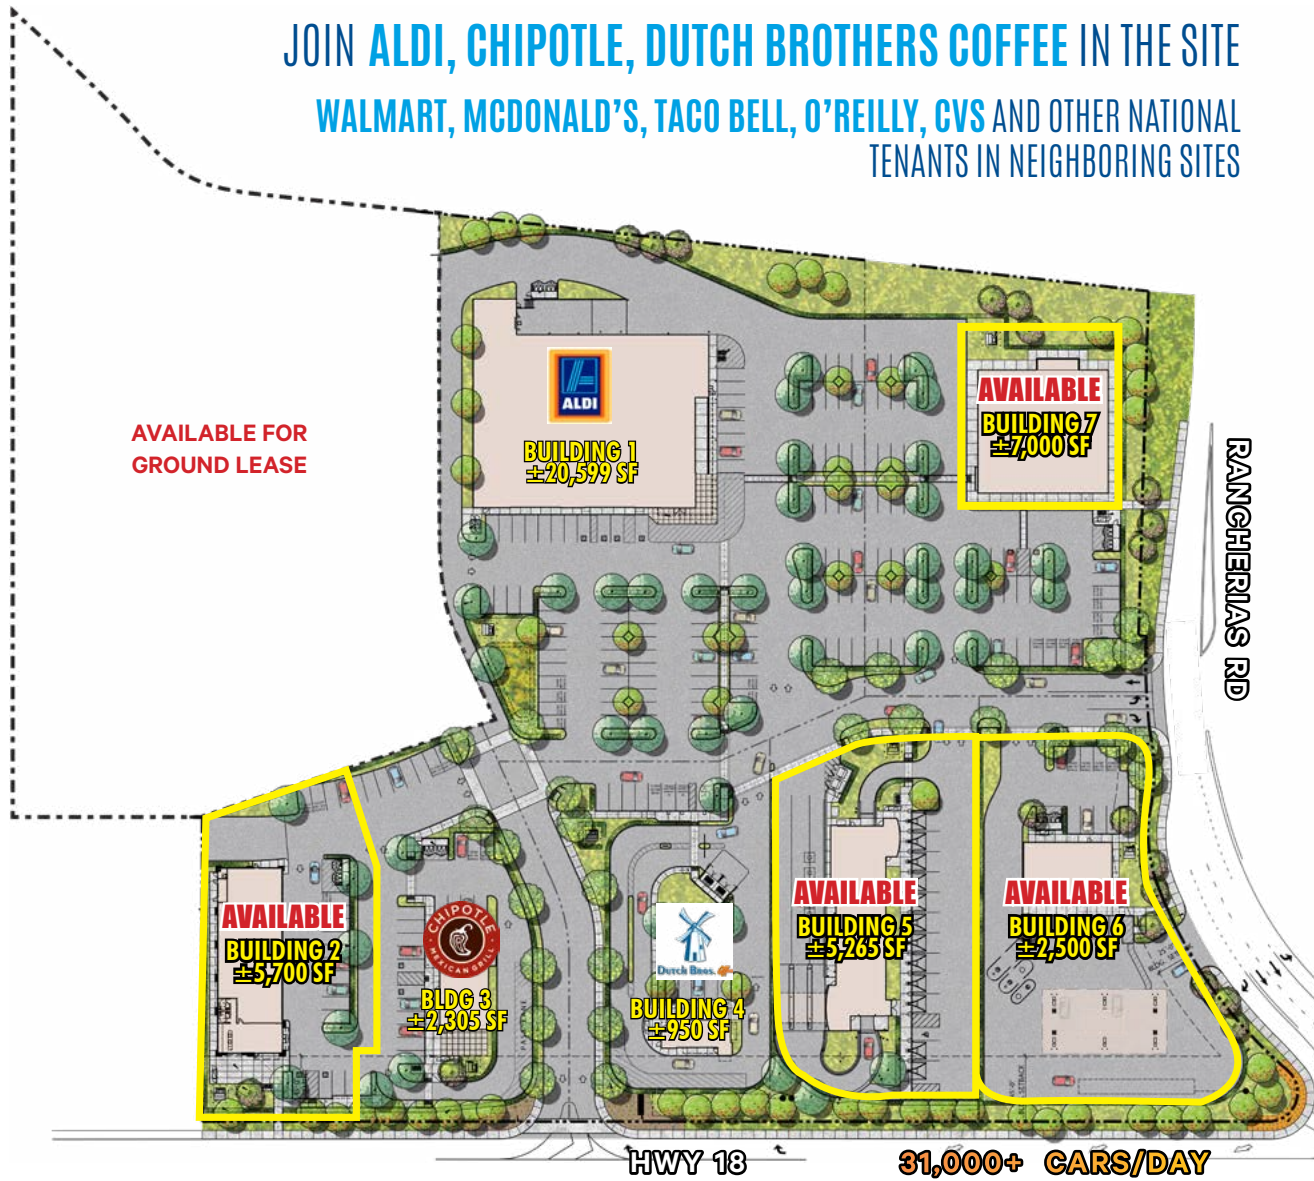 JOIN ALDI, CHIPOTLE, DUTCH BROTHERS COFFEE IN THE SITE
WALMART, MCDONALD'S, TACO BELL, O'REILLY, CVS AND OTHER NATIONAL
TENANTS IN NEIGHBORING SITES
ALDI
BUILDING 1
±20,599 SF
AVAILABLE
BUILDING 7
±7,000 SF
AVAILABLE FOR
GROUND LEASE
RANCHERIAS RD
AVAILABLE
BUILDING 2
±5,700 SF
CHIPOTLE
MEXICAN GRILL
BLDG 3
±2,305 SF
Dutch Bros.
BUILDING 4
±950 SF
AVAILABLE
BUILDING 5
±5,265 SF
AVAILABLE
BUILDING 6
±2,500 SF
HWY 18
31,000+ CARS/DAY